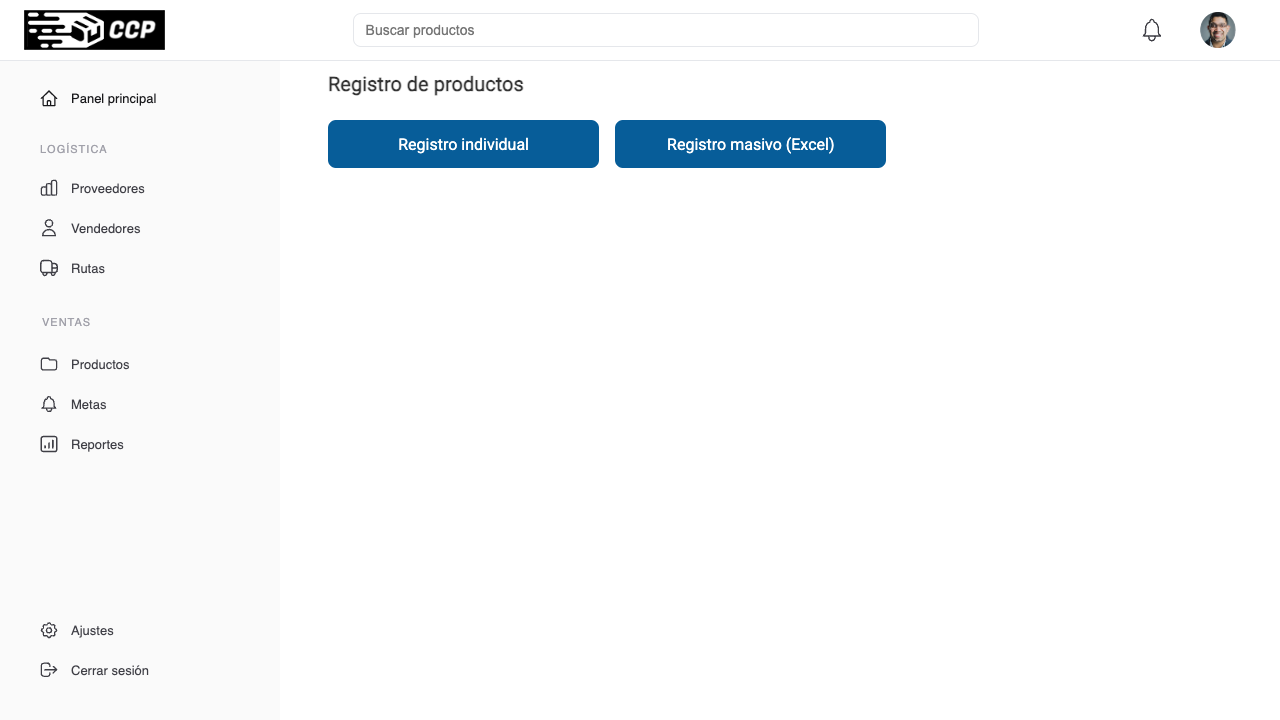 CCP
Buscar productos
Panel principal
LOGÍSTICA
Proveedores
Vendedores
Rutas
VENTAS
Productos
Metas
Reportes
Ajustes
Cerrar sesión
Registro de productos
Registro individual
Registro masivo (Excel)